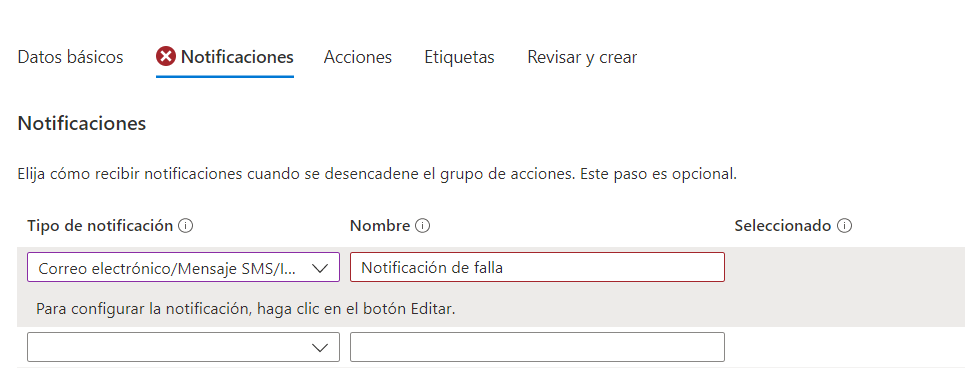 Datos básicos Notificaciones Acciones Etiquetas Revisar y crear
Notificaciones
Elija cómo recibir notificaciones cuando se desencadene el grupo de acciones. Este paso es opcional.
Tipo de notificación Nombre Seleccionado
Correo electrónico/Mensaje SMS/I... Notificación de falla
Para configurar la notificación, haga clic en el botón Editar.